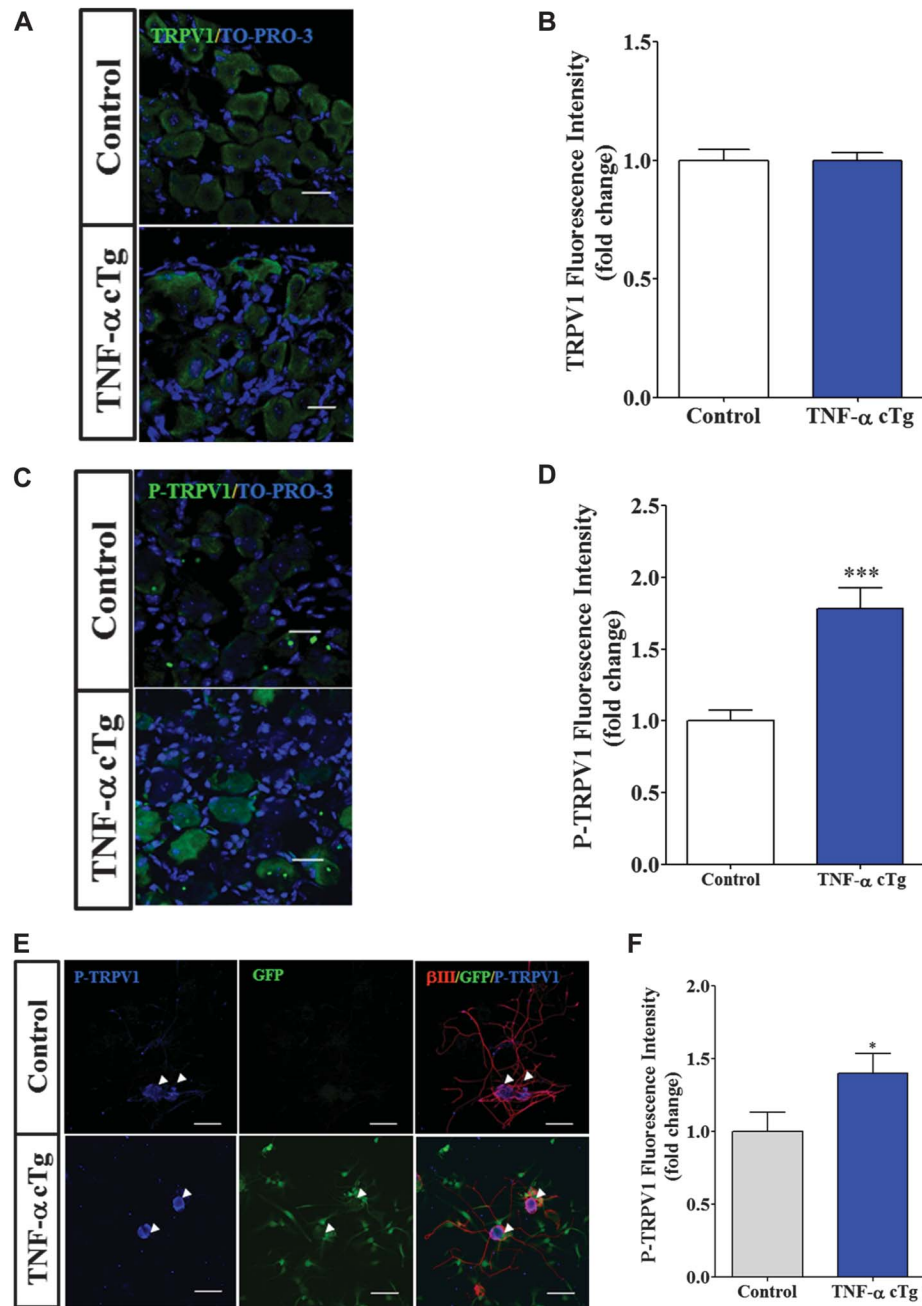 A
Control
TRPV1/TO-PRO-3
TNF-α cTg
B
TRPV1 Fluorescence Intensity
(fold change)
1.5
1.0
0.5
0.0
Control
TNF-α cTg
C
Control
P-TRPV1/TO-PRO-3
TNF-α cTg
D
P-TRPV1 Fluorescence Intensity
(fold change)
2.5
2.0
1.5
1.0
0.5
0.0
***
Control
TNF-α cTg
E
Control
P-TRPV1
GFP
βIII/GFP/P-TRPV1
TNF-α cTg
F
P-TRPV1 Fluorescence Intensity
(fold change)
2.0
1.5
1.0
0.5
0.0
*
Control
TNF-α cTg